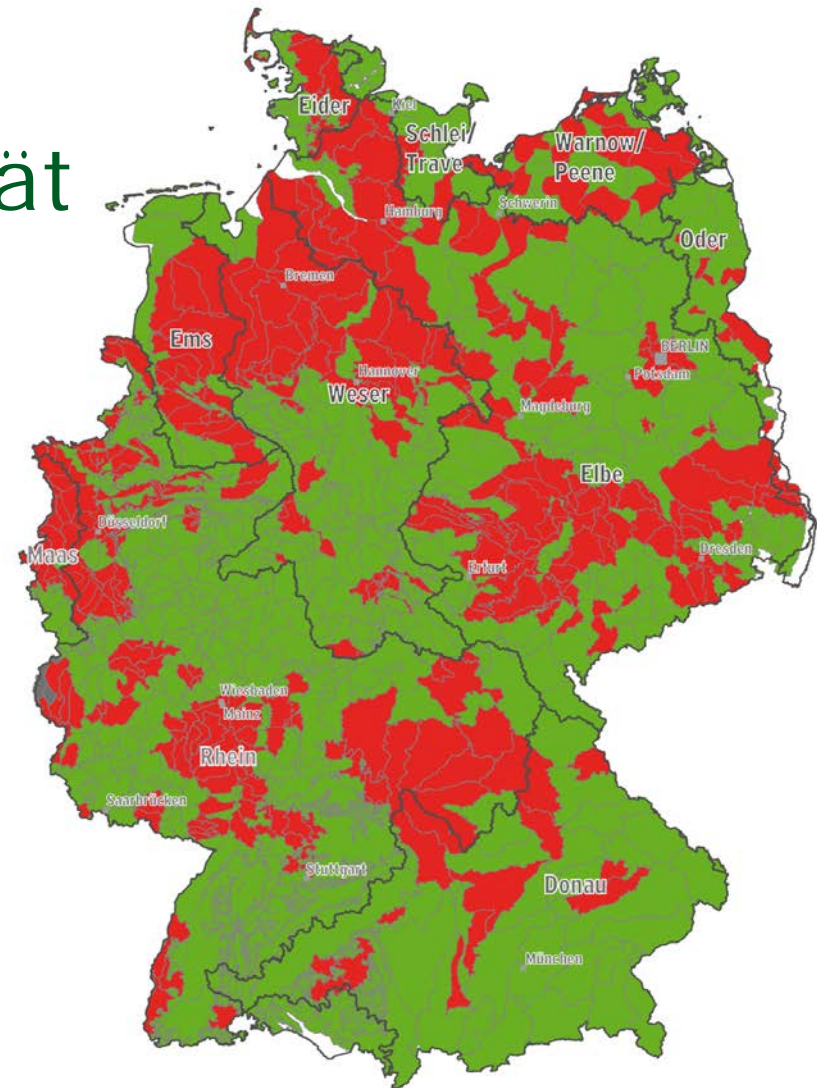 ät
Eider
Kiel
Schlei/
Trave
Warnow/
Peene
Hamburg
Schwerin
Oder
Bremen
Ems
BERLIN
Hannover
Potsdam
Weser
Magdeburg
Elbe
Düsseldorf
Maas
Dresden
Erfurt
Wiesbaden
Mainz
Rhein
Saarbrücken
Stuttgart
Donau
München